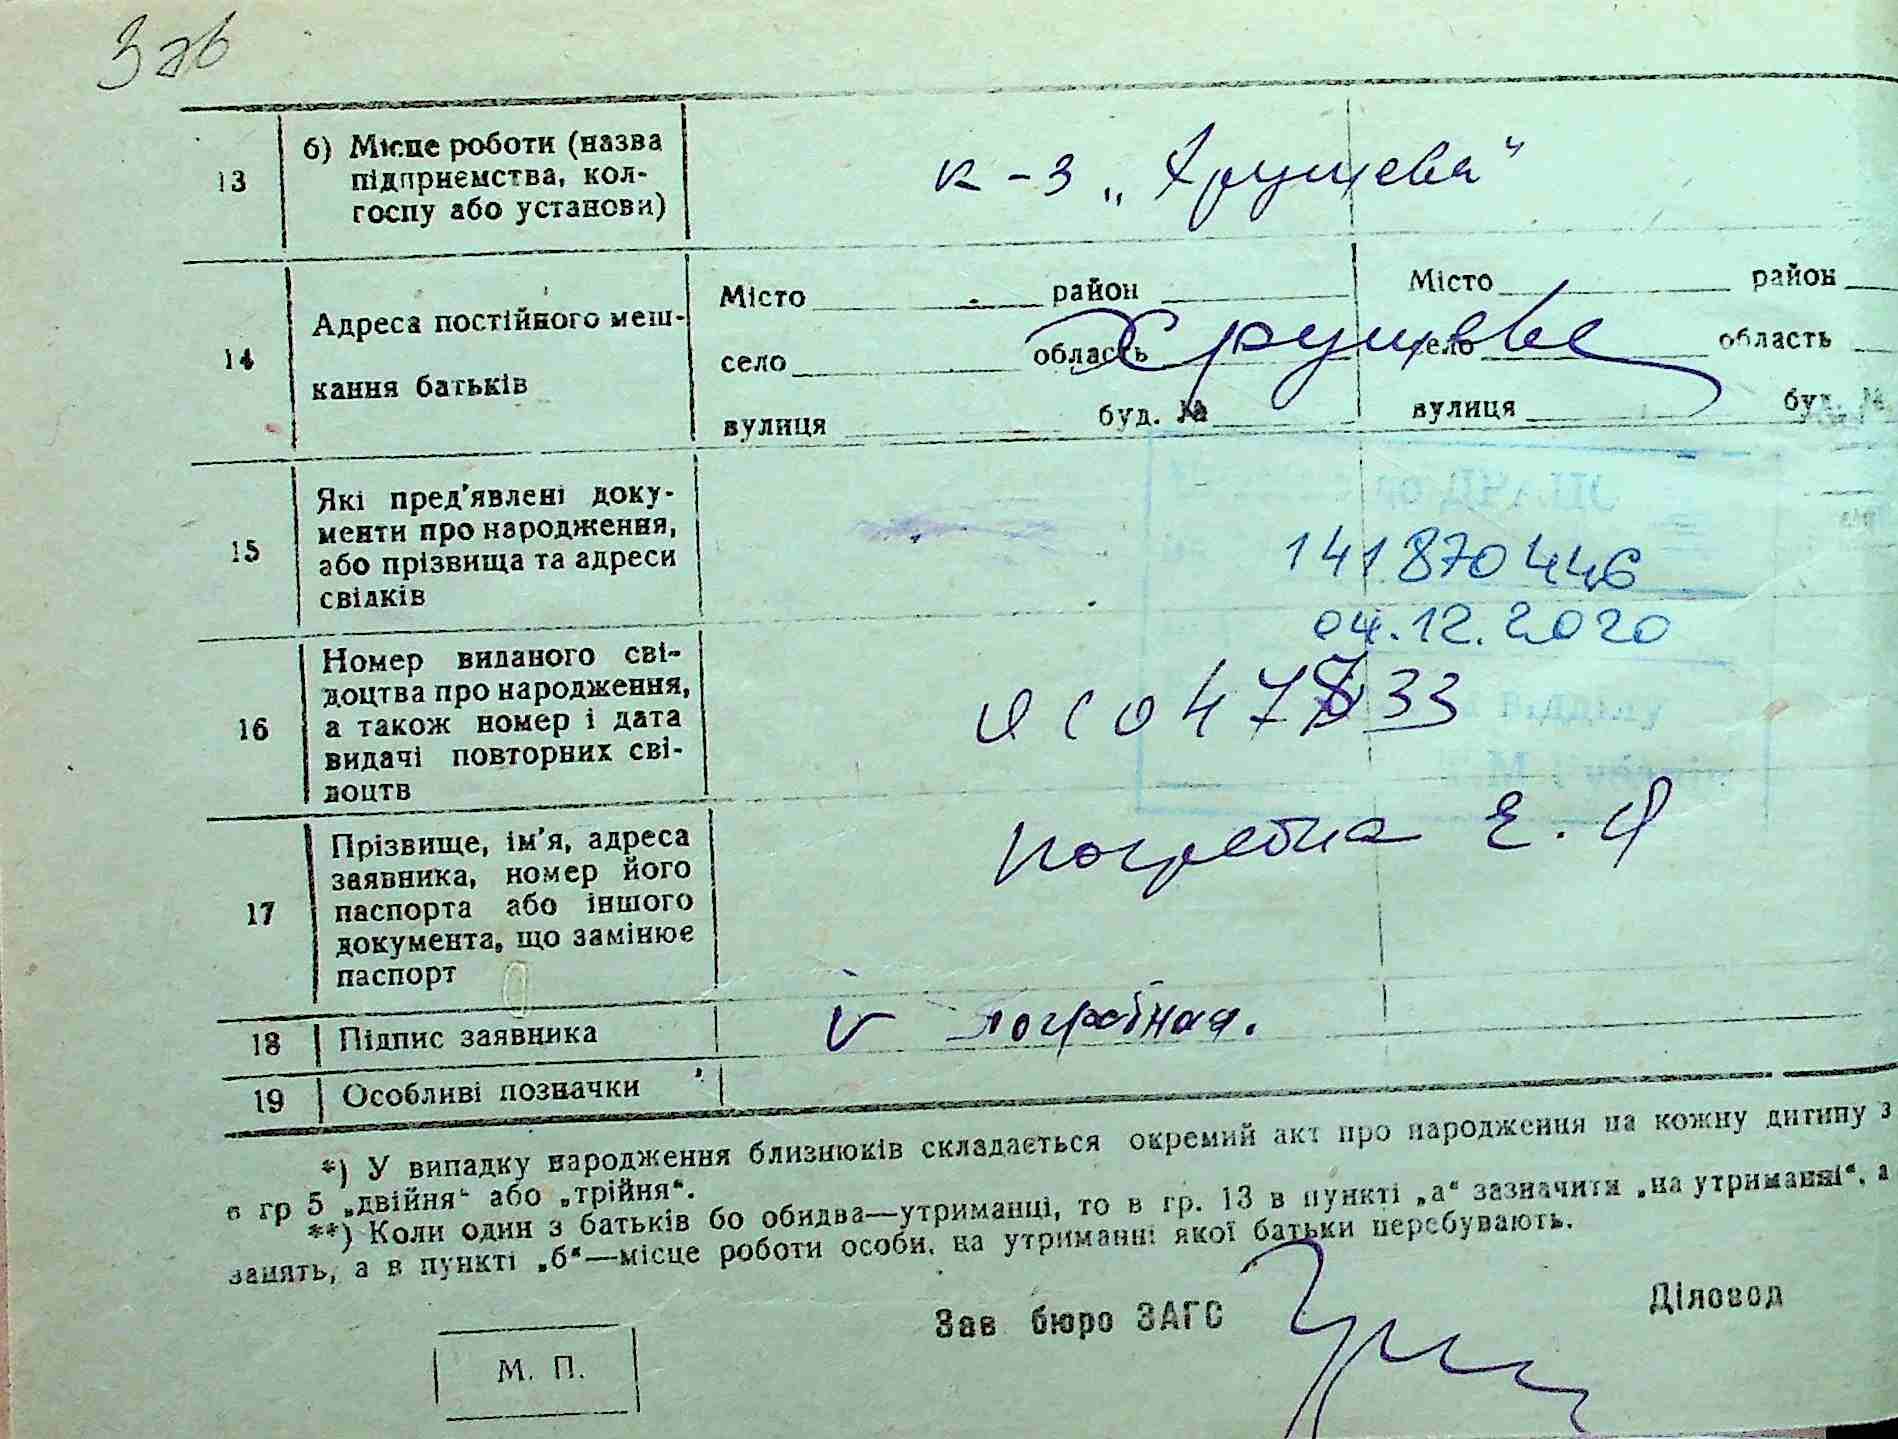 Зав
13
б) Місце роботи (назва
підприємства, кол-
госпу або установи)
к-з „Хрущева"
14
Адреса постійного меш-
кання батьків
Місто район
село область
вулиця буд. №
Місто район
село область
вулиця буд. №
Хрущева
15
Які пред'явлені доку-
менти про народження,
або прізвища та адреси
свідків
141870446
04.12.2020
16
Номер виданого сві-
доцтва про народження,
а також номер і дата
видачі повторних сві-
доцтв
відділу
17
Прізвище, ім'я, адреса
заявника, номер його
паспорта або іншого
документа, що замінює
паспорт
Погребна Е. Я
18
Підпис заявника
V Погребная.
19
Особливі позначки
*) У випадку народження близнюків складається окремий акт про народження на кожну дитину з
в гр 5 „двійня“ або „трійня“.
**) Коли один з батьків бо обидва—утриманці, то в гр. 13 в пункті „а“ зазначити „на утриманні“, а
занять, а в пункті „б“—місце роботи особи, на утриманні якої батьки перебувають.
Зав бюро ЗАГС
Діловод
М. П.